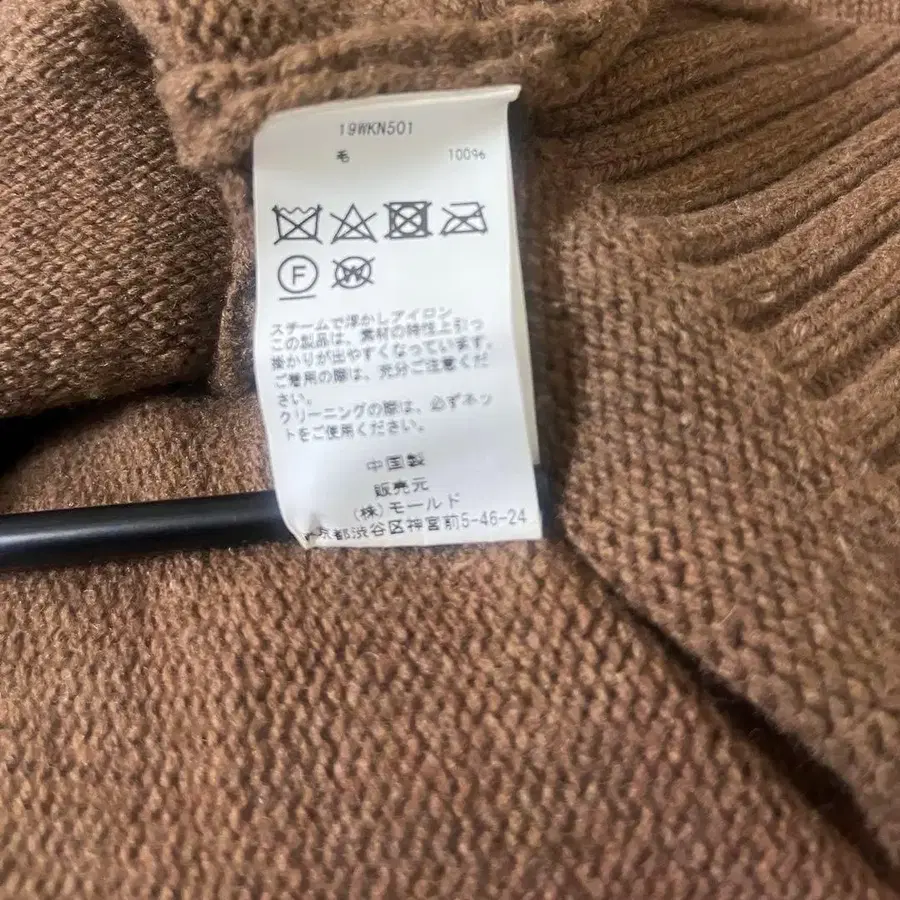 19WKN501
毛 100%
F
W
スチームで浮かしアイロン
この製品は、素材の特性上引っ
掛かりが出やすくなっています。
ご着用の際は、充分ご注意くだ
さい。
クリーニングの際は、必ずネッ
トをご使用ください。
中国製
販売元
(株)モールド
京都渋谷区神宮前5-46-24